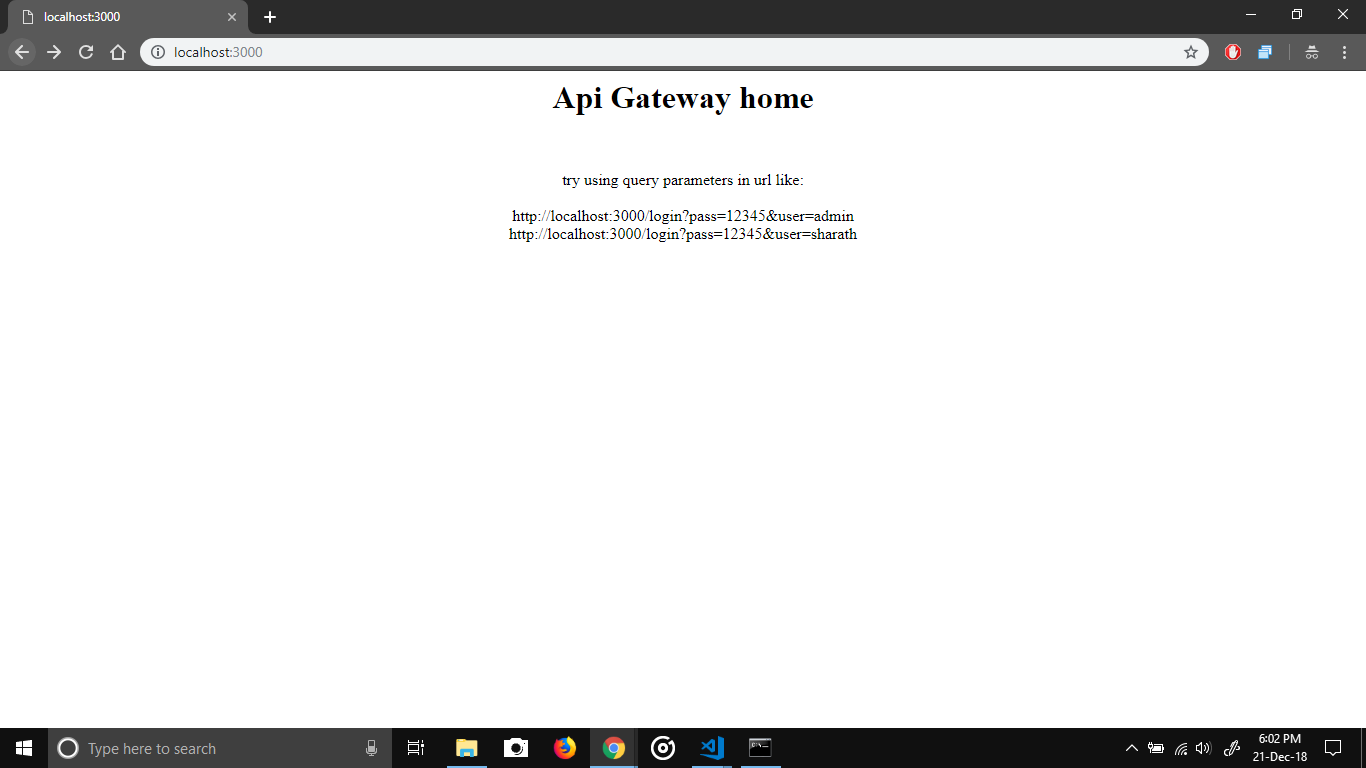 localhost:3000
localhost:3000
Api Gateway home
try using query parameters in url like:
http://localhost:3000/login?pass=12345&user=admin
http://localhost:3000/login?pass=12345&user=sharath
Type here to search
6:02 PM
21-Dec-18